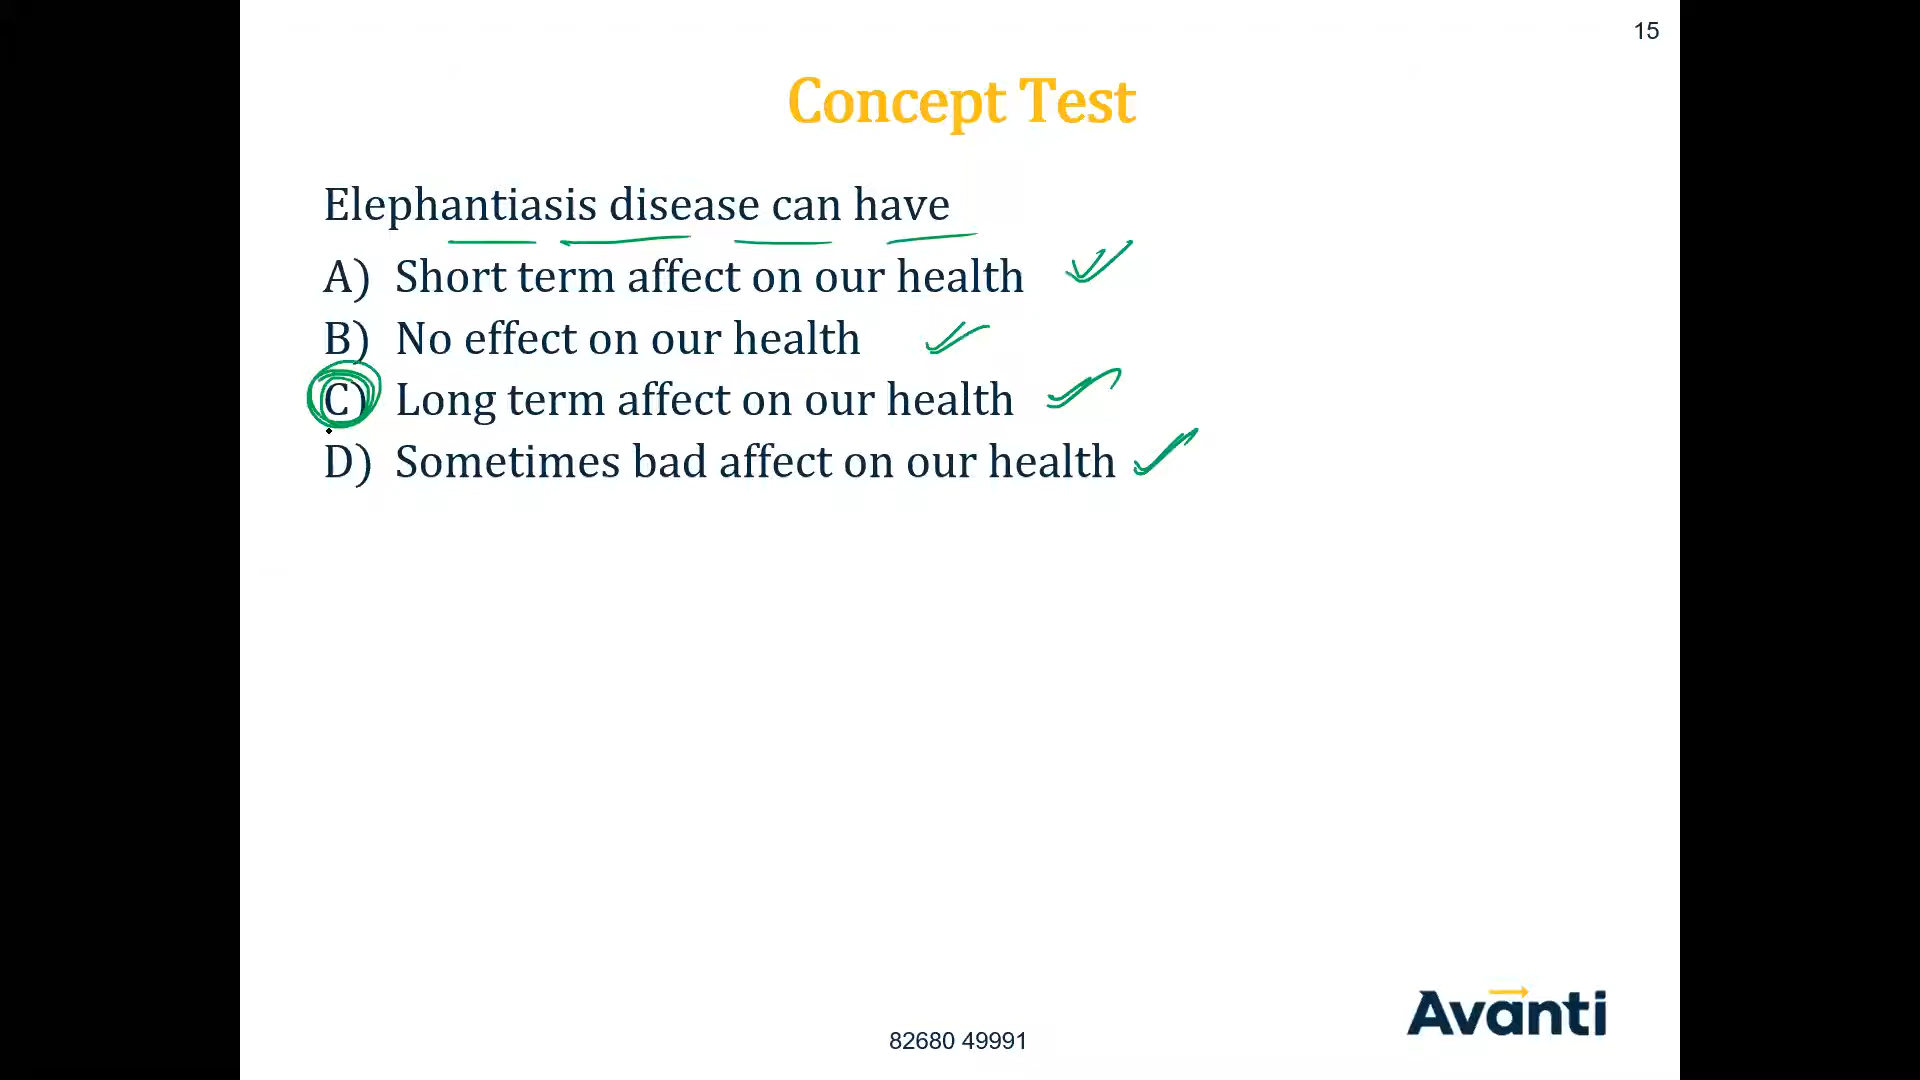 15
Concept Test
Elephantiasis disease can have
A) Short term affect on our health
B) No effect on our health
C) Long term affect on our health
D) Sometimes bad affect on our health
Avanti
82680 49991